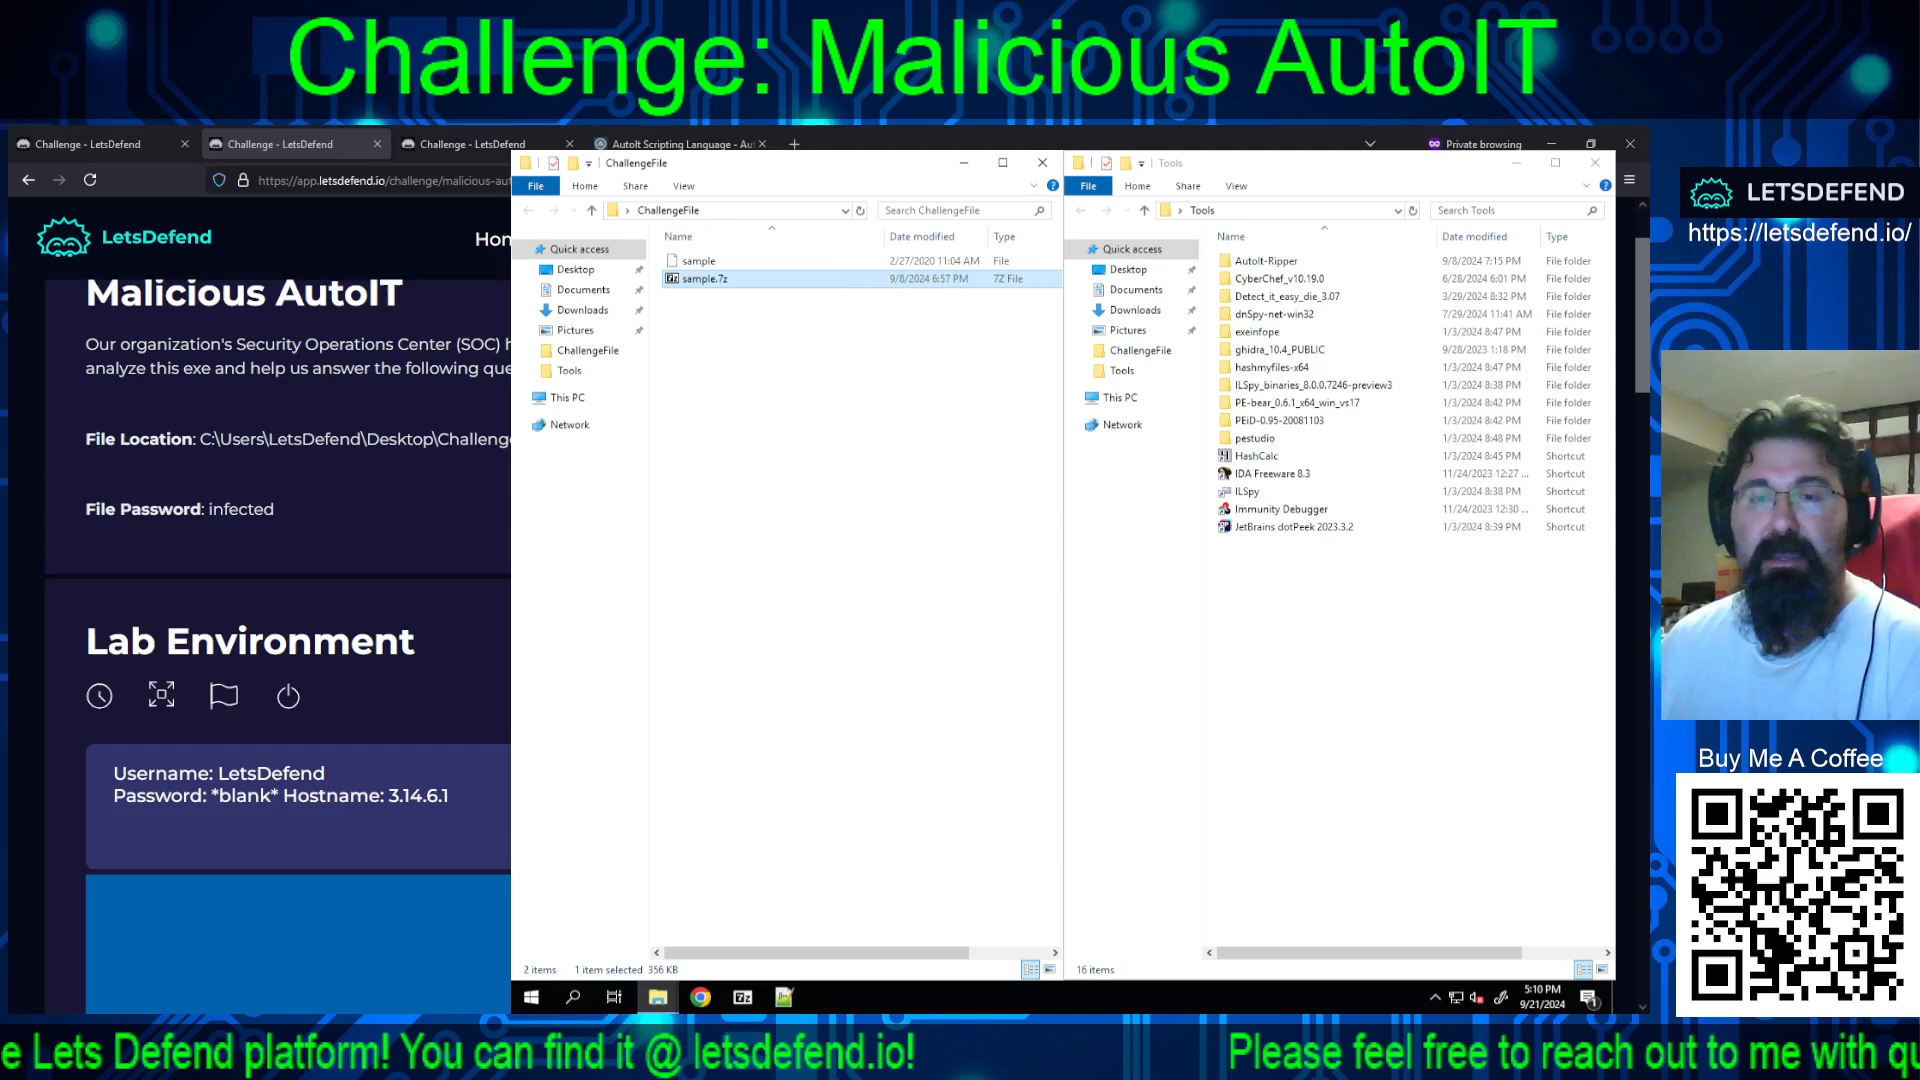 Challenge: Malicious AutoIT
Challenge - LetsDefend
Challenge - LetsDefend
Challenge - LetsDefend
AutoIt Scripting Language - Au
Private browsing
https://app.letsdefend.io/challenge/malicious-aut
LetsDefend
Hon
Malicious AutoIT
Our organization's Security Operations Center (SOC) h
analyze this exe and help us answer the following que
File Location: C:\Users\LetsDefend\Desktop\Challenge
File Password: infected
Lab Environment
Username: LetsDefend
Password: *blank* Hostname: 3.14.6.1
ChallengeFile
File Home Share View
ChallengeFile
Search ChallengeFile
Name Date modified Type
Quick access
Desktop
Documents
Downloads
Pictures
ChallengeFile
Tools
This PC
Network
sample 2/27/2020 11:04 AM File
sample.7z 9/8/2024 6:57 PM 7Z File
2 items 1 item selected 356 KB
Tools
File Home Share View
Tools
Search Tools
Name Date modified Type
Quick access
Desktop
Documents
Downloads
Pictures
ChallengeFile
Tools
This PC
Network
AutoIt-Ripper 9/8/2024 7:15 PM File folder
CyberChef_v10.19.0 6/28/2024 6:01 PM File folder
Detect_it_easy_die_3.07 3/29/2024 8:32 PM File folder
dnSpy-net-win32 7/29/2024 11:41 AM File folder
exeinfope 1/3/2024 8:47 PM File folder
ghidra_10.4_PUBLIC 9/28/2023 1:18 PM File folder
hashmyfiles-x64 1/3/2024 8:47 PM File folder
ILSpy_binaries_8.0.0.7246-preview3 1/3/2024 8:38 PM File folder
PE-bear_0.6.1_x64_win_vs17 1/3/2024 8:42 PM File folder
PEiD-0.95-20081103 1/3/2024 8:42 PM File folder
pestudio 1/3/2024 8:48 PM File folder
HashCalc 1/3/2024 8:45 PM Shortcut
IDA Freeware 8.3 11/24/2023 12:27 ... Shortcut
ILSpy 1/3/2024 8:38 PM Shortcut
Immunity Debugger 11/24/2023 12:30 ... Shortcut
JetBrains dotPeek 2023.3.2 1/3/2024 8:39 PM Shortcut
16 items
5:10 PM
9/21/2024
LETSDEFEND
https://letsdefend.io/
Buy Me A Coffee
e Lets Defend platform! You can find it @ letsdefend.io!
Please feel free to reach out to me with qu